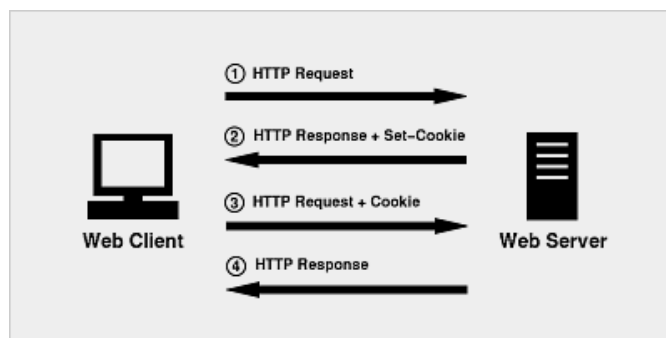 ① HTTP Request
② HTTP Response + Set-Cookie
③ HTTP Request + Cookie
Web Client
Web Server
④ HTTP Response